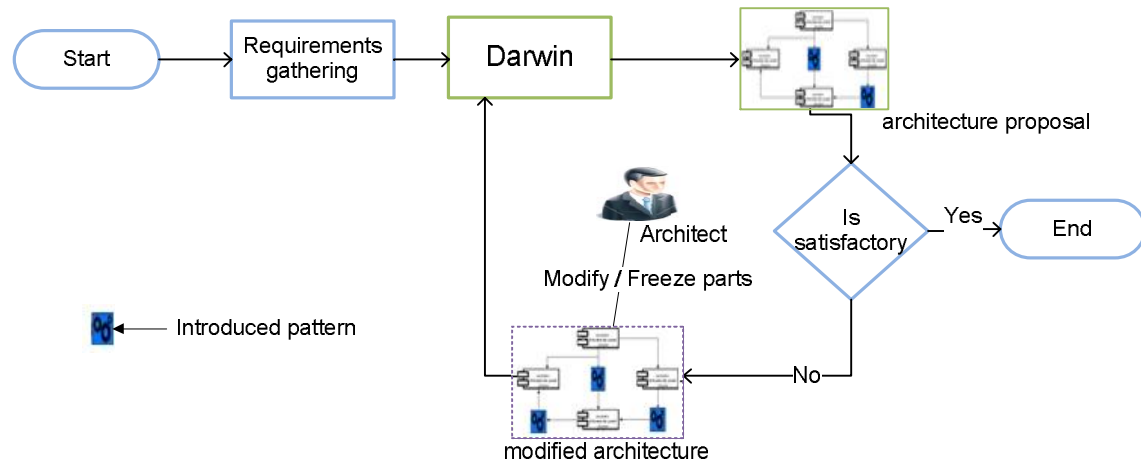 Start
Requirements
gathering
Darwin
architecture proposal
Is
satisfactory
Yes
End
Architect
Modify / Freeze parts
Introduced pattern
No
modified architecture